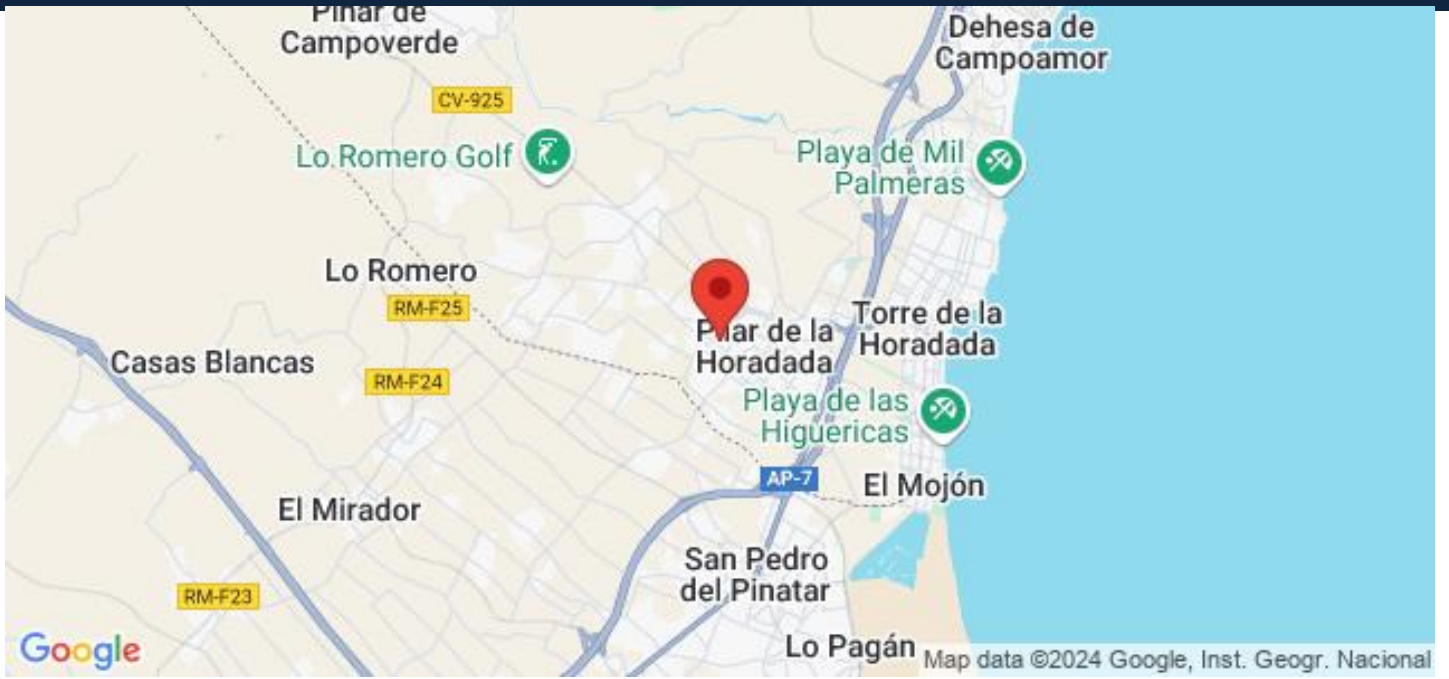 Pinar de
Campoverde
Dehesa de
Campoamor
CV-925
Lo Romero Golf
Playa de Mil
Palmeras
Lo Romero
RM-F25
Pilar de la
Horadada
Torre de la
Horadada
Casas Blancas
RM-F24
Playa de las
Higuericas
AP-7
El Mojón
El Mirador
San Pedro
del Pinatar
RM-F23
Lo Pagán
Google
Map data ©2024 Google, Inst. Geogr. Nacional